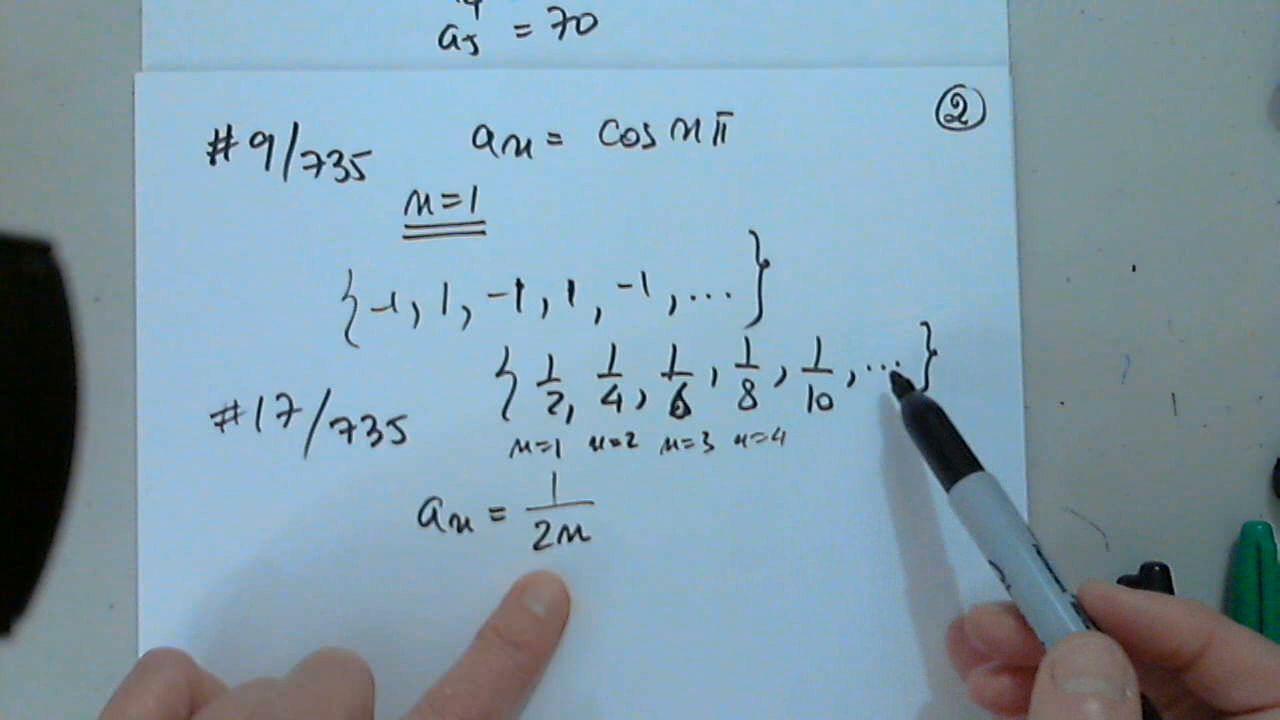 a₅ = 70
②
#9/735 aₙ = cos nπ
n=1
{-1, 1, -1, 1, -1, ...}
{1/2, 1/4, 1/6, 1/8, 1/10, ...}
#17/735
n=1 n=2 n=3 n=4
aₙ = 1/2n